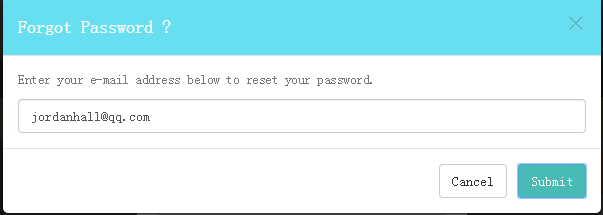 Forgot Password ?
Enter your e-mail address below to reset your password.
jordanhall@qq.com
Cancel Submit